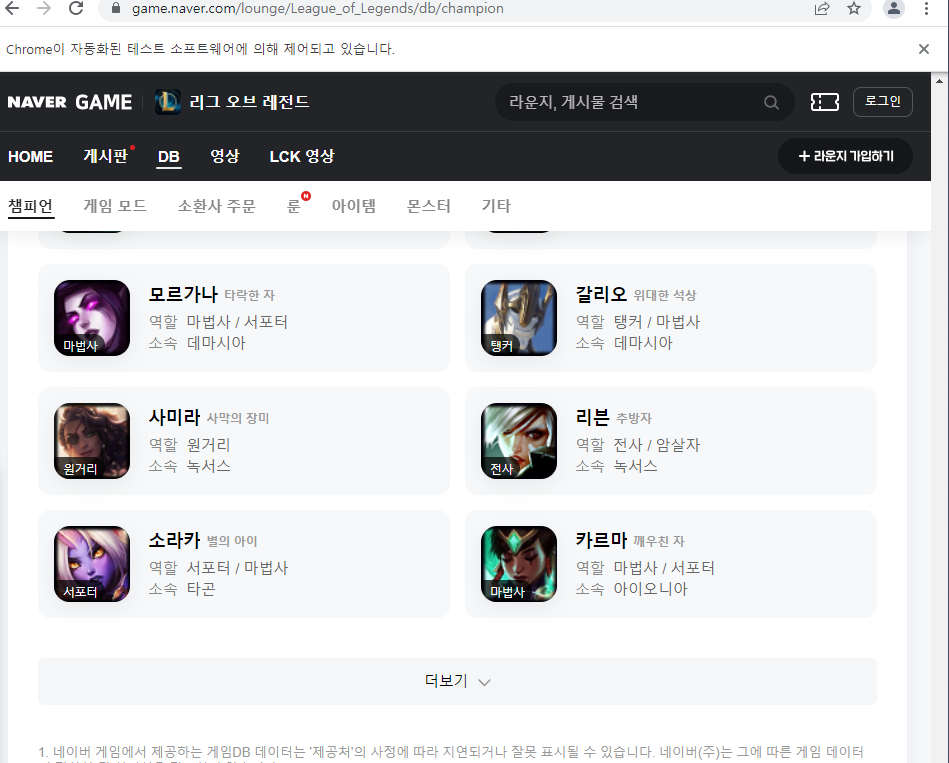 game.naver.com/lounge/League_of_Legends/db/champion
Chrome이 자동화된 테스트 소프트웨어에 의해 제어되고 있습니다.
NAVER GAME 리그 오브 레전드 라운지, 게시물 검색 로그인
HOME 게시판 DB 영상 LCK 영상 + 라운지 가입하기
챔피언 게임 모드 소환사 주문 룬 N 아이템 몬스터 기타
모르가나 타락한 자
역할 마법사 / 서포터
소속 데마시아
마법사
갈리오 위대한 석상
역할 탱커 / 마법사
소속 데마시아
탱커
사미라 사막의 장미
역할 원거리
소속 녹서스
원거리
리븐 추방자
역할 전사 / 암살자
소속 녹서스
전사
소라카 별의 아이
역할 서포터 / 마법사
소속 타곤
서포터
카르마 깨우친 자
역할 마법사 / 서포터
소속 아이오니아
마법사
더보기
1. 네이버 게임에서 제공하는 게임DB 데이터는 '제공처'의 사정에 따라 지연되거나 잘못 표시될 수 있습니다. 네이버(주)는 그에 따른 게임 데이터